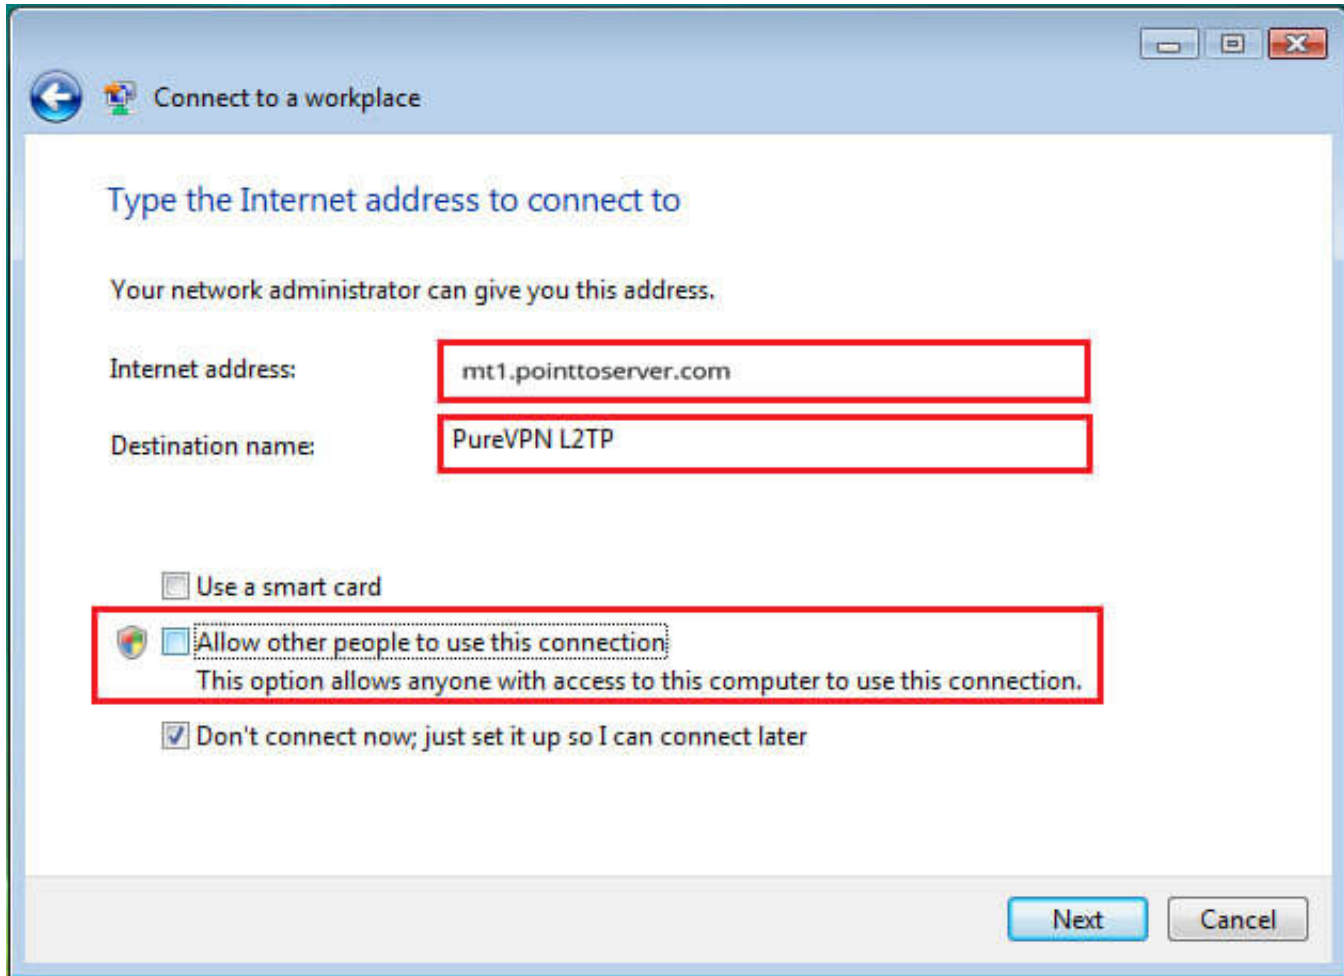 Connect to a workplace
Type the Internet address to connect to
Your network administrator can give you this address.
Internet address: mt1.pointtoserver.com
Destination name: PureVPN L2TP
Use a smart card
Allow other people to use this connection
This option allows anyone with access to this computer to use this connection.
Don't connect now; just set it up so I can connect later
Next Cancel